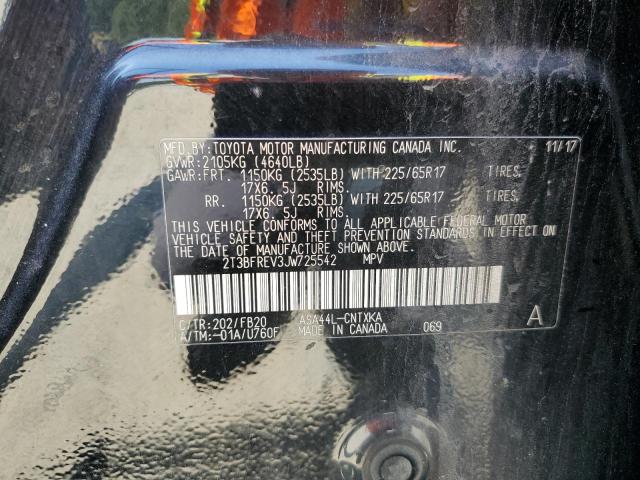 MFD.BY:TOYOTA MOTOR MANUFACTURING CANADA INC. 11/17
GVWR:2105KG (4640LB)
GAWR:FRT. 1150KG (2535LB) WITH 225/65R17 TIRES.
17X6.5J RIMS.
RR. 1150KG (2535LB) WITH 225/65R17 TIRES.
17X6.5J RIMS.
THIS VEHICLE CONFORMS TO ALL APPLICABLE FEDERAL MOTOR
VEHICLE SAFETY AND THEFT PREVENTION STANDARDS IN EFFECT
ON THE DATE OF MANUFACTURE SHOWN ABOVE.
2T3BFREV3JW725542 MPV
C/TR:202/FB20 ASA44L-CNTXKA A
A/TM:-01A/U760F MADE IN CANADA 069